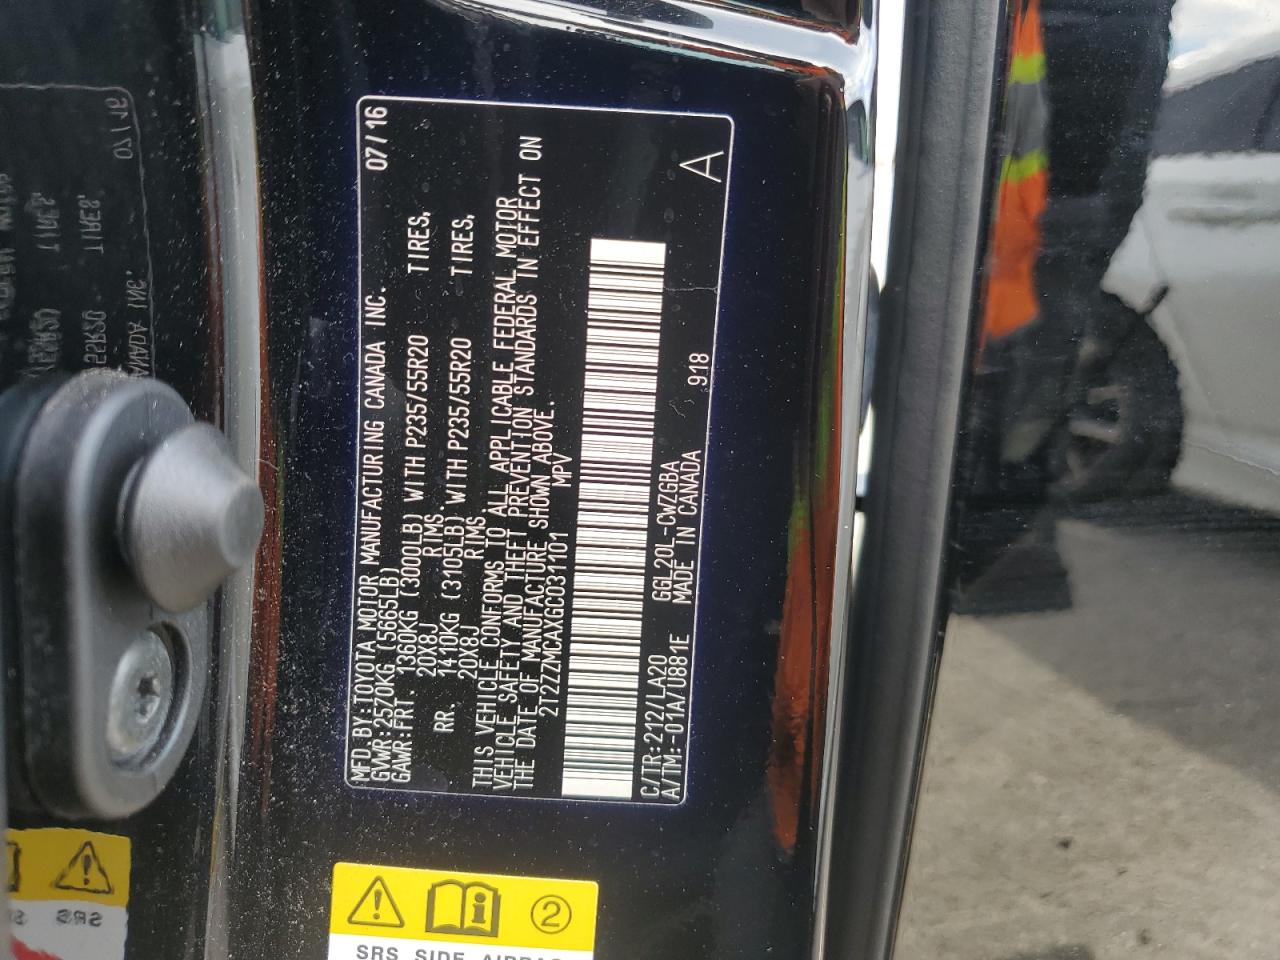 MFD.BY:TOYOTA MOTOR MANUFACTURING CANADA INC. 07/16
GVWR:2570KG (5665LB)
GAWR:FRT. 1360KG (3000LB) WITH P235/55R20 TIRES,
20X8J RIMS.
RR. 1410KG (3105LB) WITH P235/55R20 TIRES,
20X8J RIMS
THIS VEHICLE CONFORMS TO ALL APPLICABLE FEDERAL MOTOR
VEHICLE SAFETY AND THEFT PREVENTION STANDARDS IN EFFECT ON
THE DATE OF MANUFACTURE SHOWN ABOVE.
2T2ZZMCAXGC031101 MPV
C/TR:212/LA20 GGL20L-CWZGBA 918 A
A/TM:-01A/U881E MADE IN CANADA
2
SRS SIDE AIRBAG